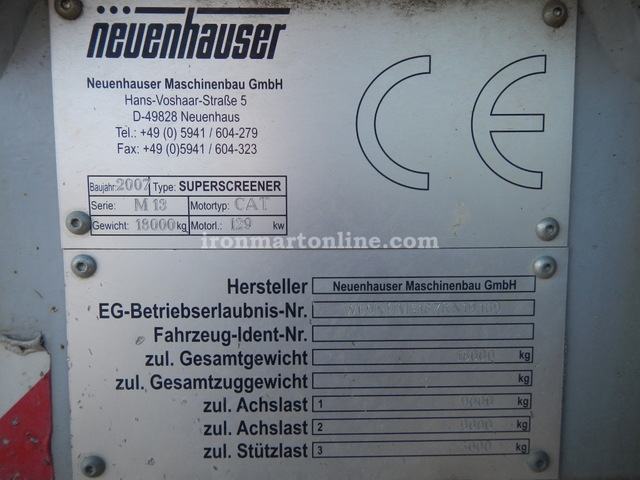 neuenhauser
Neuenhauser Maschinenbau GmbH
Hans-Voshaar-Straße 5
D-49828 Neuenhaus
Tel.: +49 (0) 5941 / 604-279
Fax: +49 (0)5941 / 604-323
CE
Baujahr: 2007 Type: SUPERSCREENER
Serie: M 13 Motortyp: CAT
Gewicht: 18000 kg Motorl.: 129 kw
ironmartonline.com
Hersteller Neuenhauser Maschinenbau GmbH
EG-Betriebserlaubnis-Nr.
Fahrzeug-Ident-Nr.
zul. Gesamtgewicht 18000 kg
zul. Gesamtzuggewicht kg
zul. Achslast 1 9000 kg
zul. Achslast 2 9000 kg
zul. Stützlast 3 kg